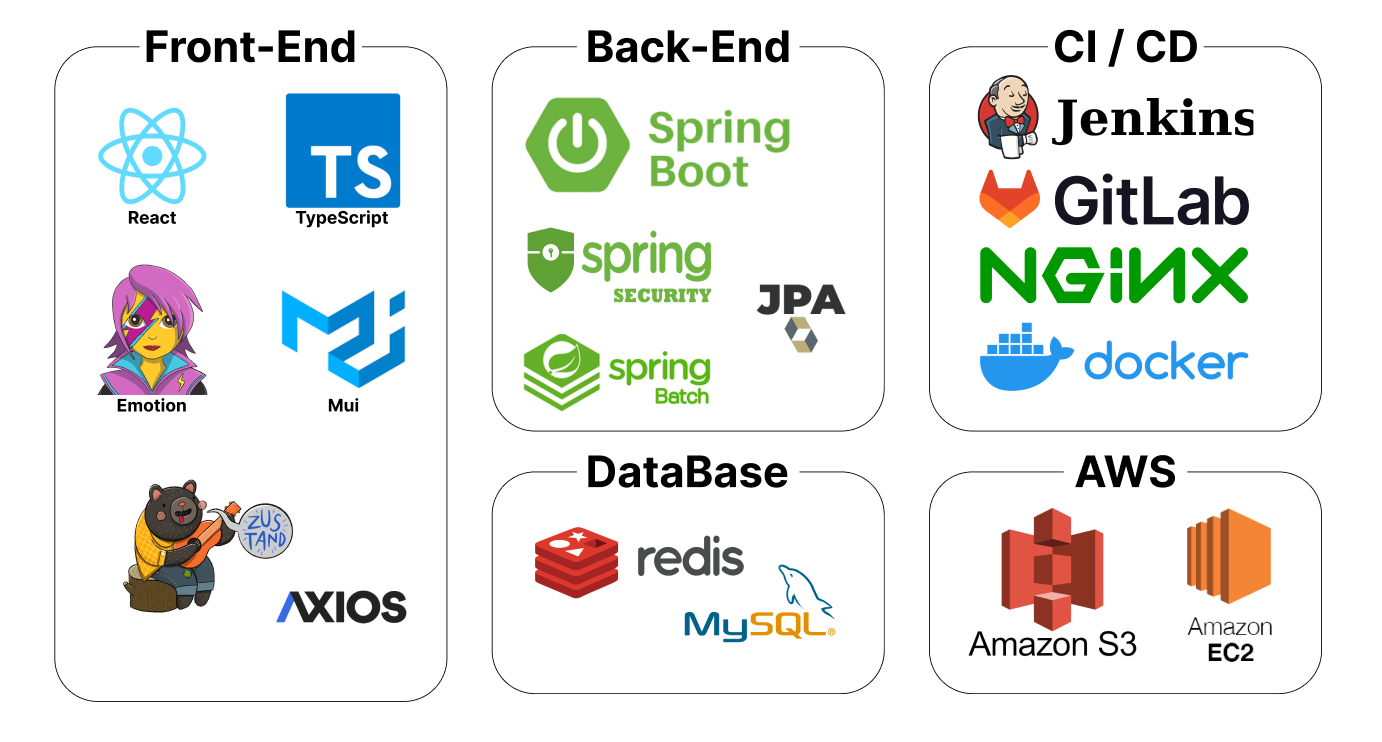 Front-End
TS
React
TypeScript
Emotion
Mui
ZUS
TAND
AXIOS
Back-End
Spring
Boot
spring
SECURITY
JPA
spring
Batch
CI / CD
Jenkins
GitLab
NGiNX
docker
DataBase
redis
MySQL®
AWS
Amazon S3
Amazon
EC2